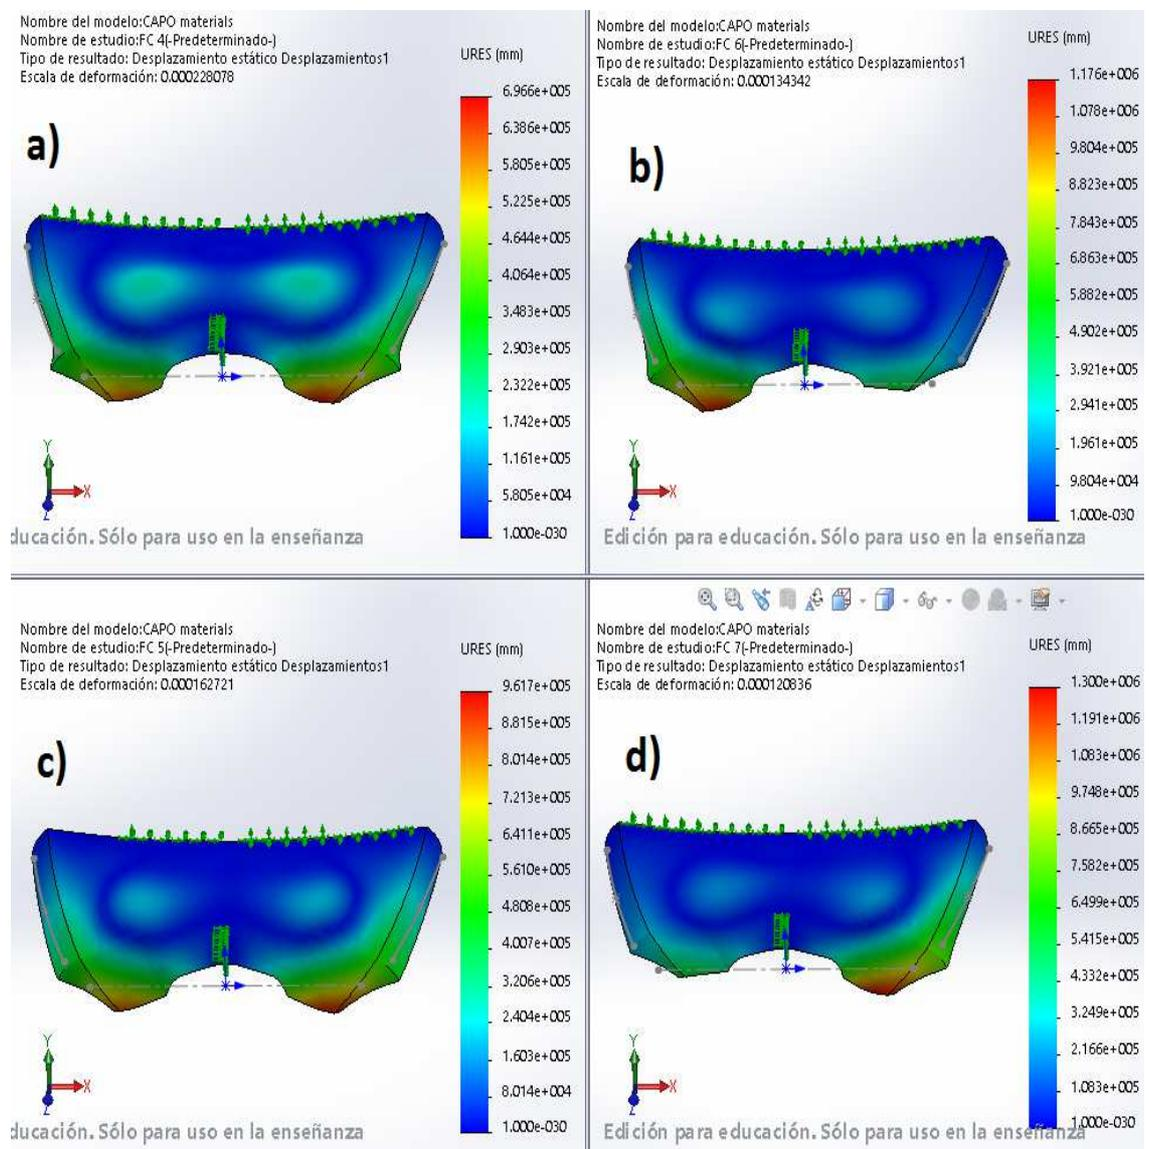 Nombre del modelo:CAPO materials
Nombre de estudio:FC 4(-Predeterminado-)
Tipo de resultado: Desplazamiento estático Desplazamientos1
Escala de deformación: 0.000228078
URES (mm)
6.966e+005
6.386e+005
5.805e+005
5.225e+005
4.644e+005
4.064e+005
3.483e+005
2.903e+005
2.322e+005
1.742e+005
1.161e+005
5.805e+004
1.000e-030
a)
Y
X
Z
ducación. Sólo para uso en la enseñanza
Nombre del modelo:CAPO materials
Nombre de estudio:FC 6(-Predeterminado-)
Tipo de resultado: Desplazamiento estático Desplazamientos1
Escala de deformación: 0.000134342
URES (mm)
1.176e+006
1.078e+006
9.804e+005
8.823e+005
7.843e+005
6.863e+005
5.882e+005
4.902e+005
3.921e+005
2.941e+005
1.961e+005
9.804e+004
1.000e-030
b)
Y
X
Z
Edición para educación. Sólo para uso en la enseñanza
Nombre del modelo:CAPO materials
Nombre de estudio:FC 5(-Predeterminado-)
Tipo de resultado: Desplazamiento estático Desplazamientos1
Escala de deformación: 0.000162721
URES (mm)
9.617e+005
8.815e+005
8.014e+005
7.213e+005
6.411e+005
5.610e+005
4.808e+005
4.007e+005
3.206e+005
2.404e+005
1.603e+005
8.014e+004
1.000e-030
c)
Y
X
Z
ducación. Sólo para uso en la enseñanza
Nombre del modelo:CAPO materials
Nombre de estudio:FC 7(-Predeterminado-)
Tipo de resultado: Desplazamiento estático Desplazamientos1
Escala de deformación: 0.000120836
URES (mm)
1.300e+006
1.191e+006
1.083e+006
9.748e+005
8.665e+005
7.582e+005
6.499e+005
5.415e+005
4.332e+005
3.249e+005
2.166e+005
1.083e+005
1.000e-030
d)
Y
X
Z
Edición para educación. Sólo para uso en la enseñanza